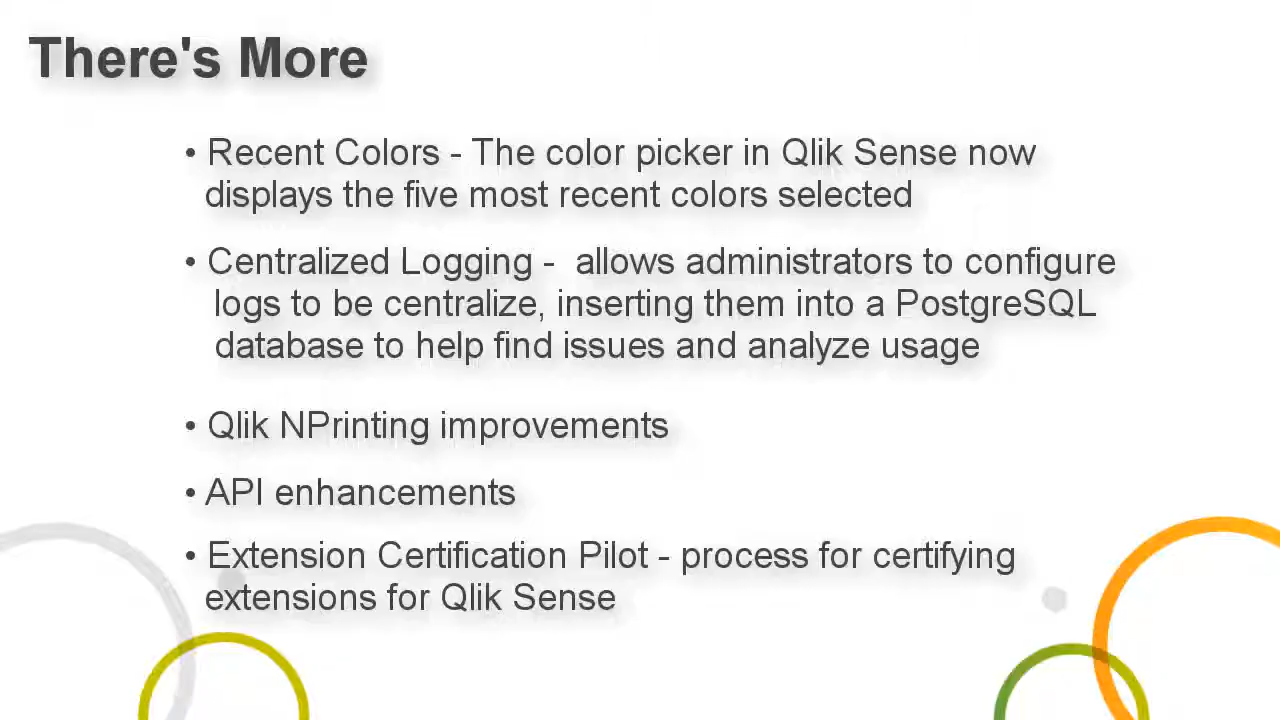 There's More
• Recent Colors - The color picker in Qlik Sense now
displays the five most recent colors selected
• Centralized Logging -  allows administrators to configure
logs to be centralize, inserting them into a PostgreSQL
database to help find issues and analyze usage
• Qlik NPrinting improvements
• API enhancements
• Extension Certification Pilot - process for certifying
extensions for Qlik Sense